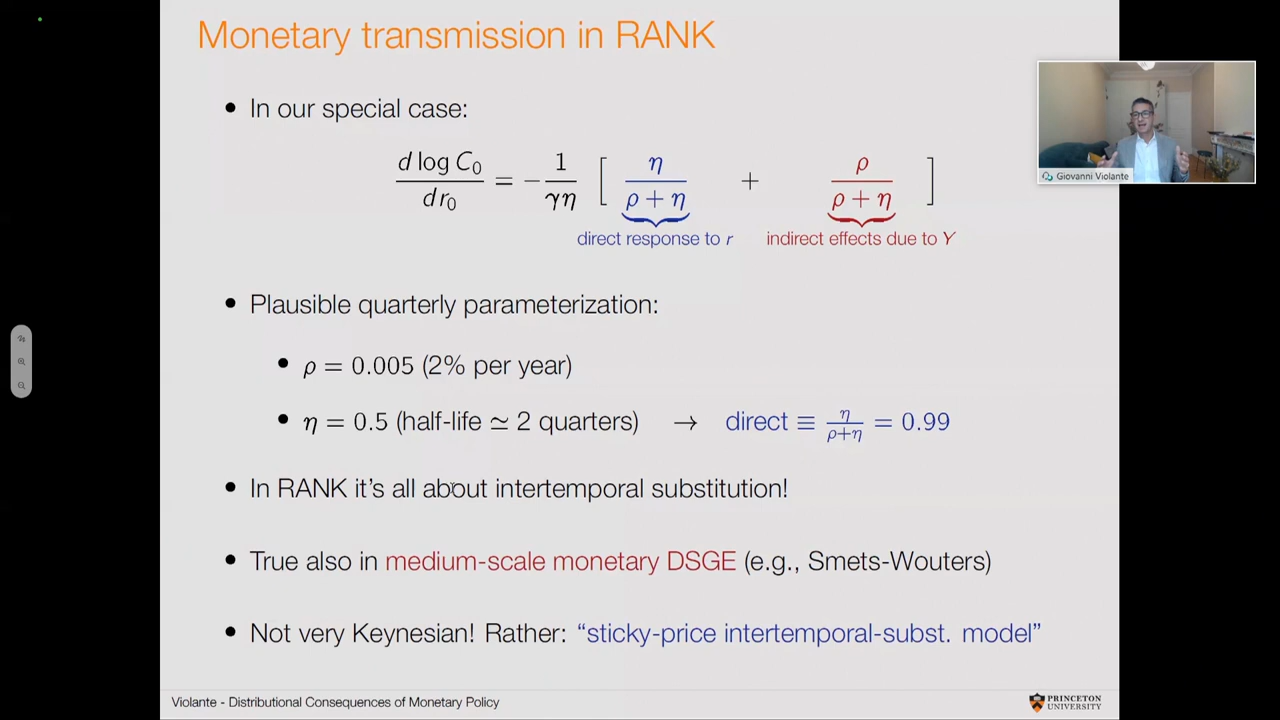 Monetary transmission in RANK
• In our special case:
d log C₀ / dr₀ = − 1/γη [ η/(ρ + η) + ρ/(ρ + η) ]
direct response to r indirect effects due to Y
• Plausible quarterly parameterization:
• ρ = 0.005 (2% per year)
• η = 0.5 (half-life ≃ 2 quarters) → direct ≡ η/(ρ+η) = 0.99
• In RANK it's all about intertemporal substitution!
• True also in medium-scale monetary DSGE (e.g., Smets-Wouters)
• Not very Keynesian! Rather: “sticky-price intertemporal-subst. model”
Violante - Distributional Consequences of Monetary Policy
PRINCETON
UNIVERSITY
Giovanni Violante